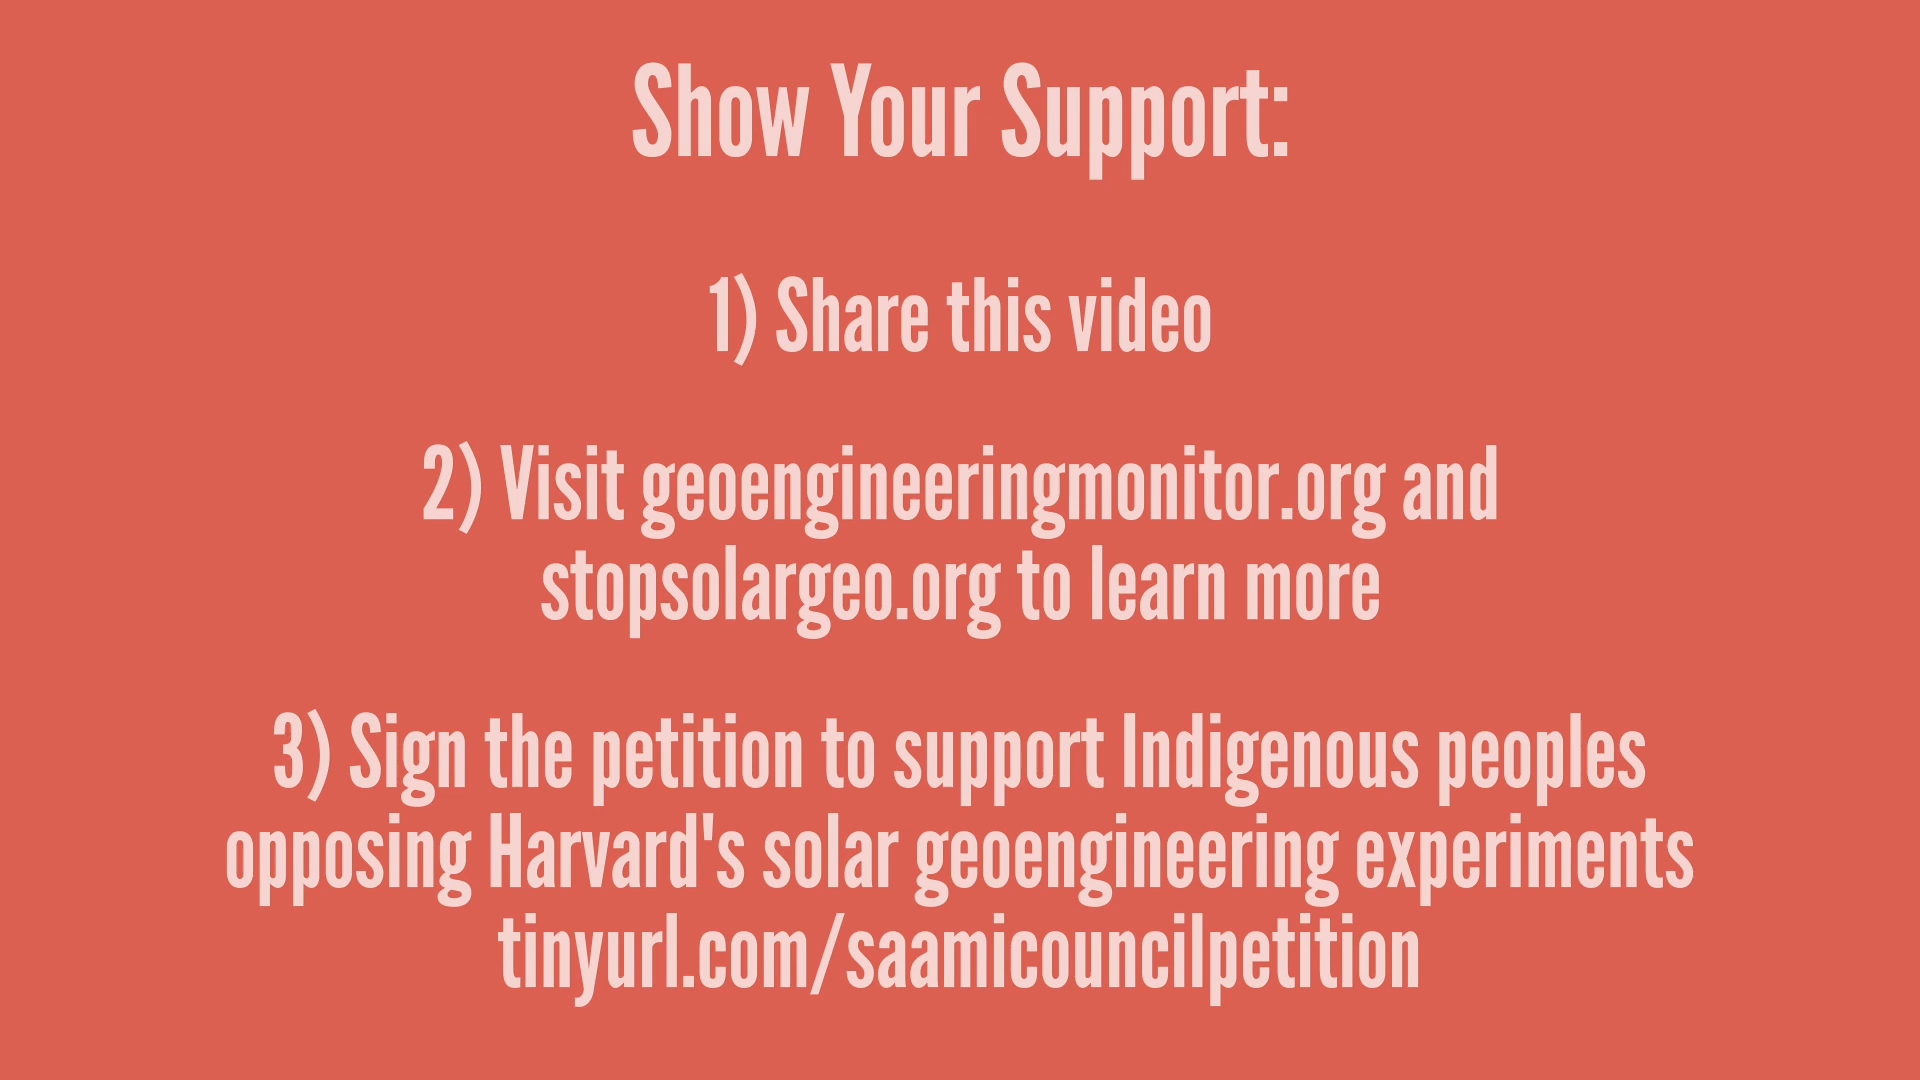 Show Your Support:
1) Share this video
2) Visit geoengineeringmonitor.org and
stopsolargeo.org to learn more
3) Sign the petition to support Indigenous peoples
opposing Harvard's solar geoengineering experiments
tinyurl.com/saamicouncilpetition